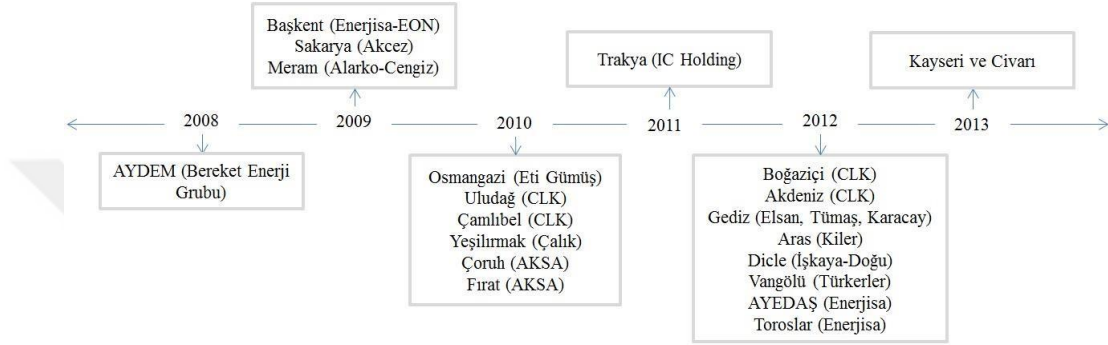 Başkent (Enerjisa-EON)
Sakarya (Akcez)
Meram (Alarko-Cengiz)
Trakya (IC Holding)
Kayseri ve Civarı
2008
2009
2010
2011
2012
2013
AYDEM (Bereket Enerji
Grubu)
Osmangazi (Eti Gümüş)
Uludağ (CLK)
Çamlıbel (CLK)
Yeşilırmak (Çalık)
Çoruh (AKSA)
Fırat (AKSA)
Boğaziçi (CLK)
Akdeniz (CLK)
Gediz (Elsan, Tümaş, Karacay)
Aras (Kiler)
Dicle (İşkaya-Doğu)
Vangölü (Türkerler)
AYEDAŞ (Enerjisa)
Toroslar (Enerjisa)